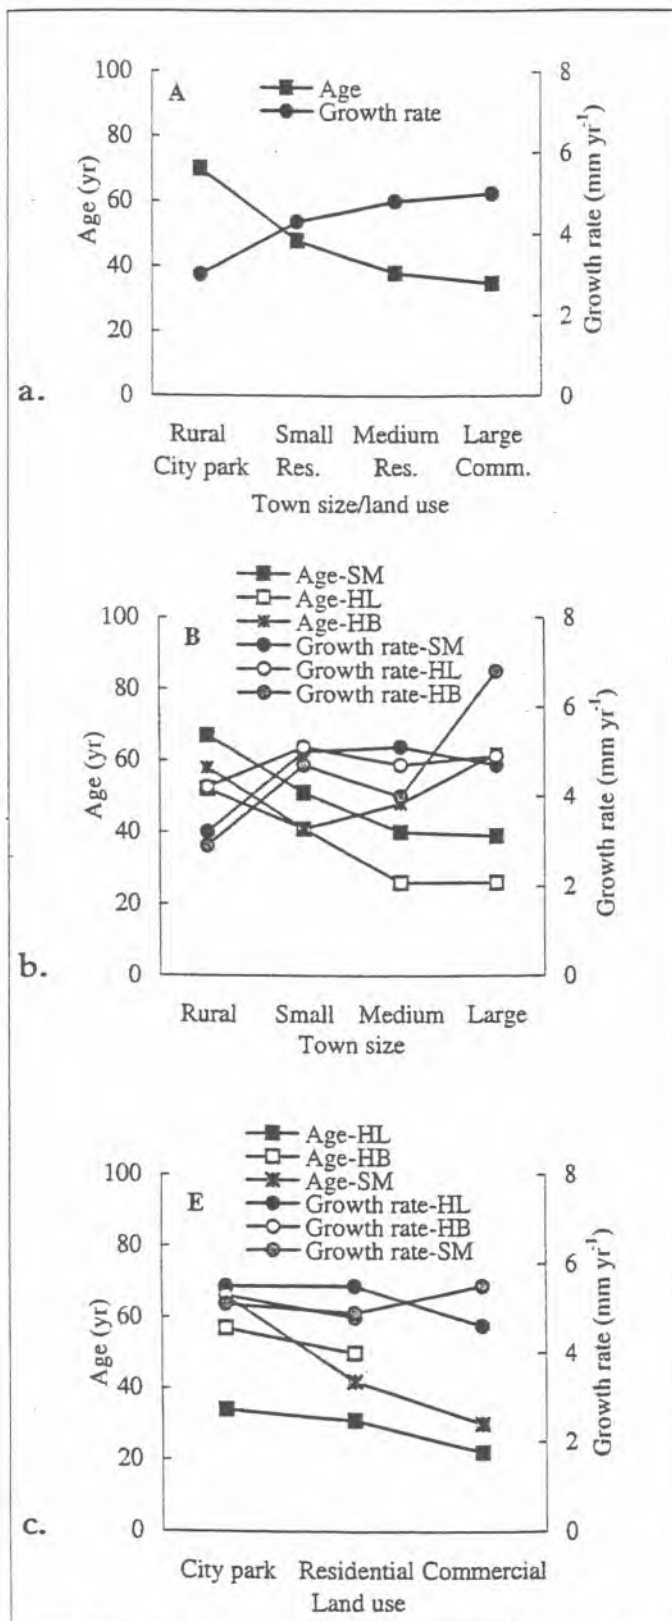 A
Age
Growth rate
100
80
60
40
20
0
Age (yr)
8
6
4
2
0
Growth rate (mm yr⁻¹)
a.
Rural Small Medium Large
City park Res. Res. Comm.
Town size/land use
Age-SM
Age-HL
Age-HB
Growth rate-SM
Growth rate-HL
Growth rate-HB
B
100
80
60
40
20
0
Age (yr)
8
6
4
2
0
Growth rate (mm yr⁻¹)
b.
Rural Small Medium Large
Town size
Age-HL
Age-HB
Age-SM
Growth rate-HL
Growth rate-HB
Growth rate-SM
E
100
80
60
40
20
0
Age (yr)
8
6
4
2
0
Growth rate (mm yr⁻¹)
c.
City park Residential Commercial
Land use